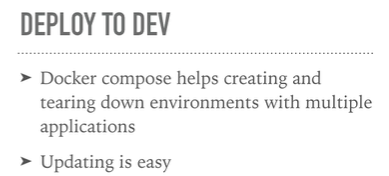 DEPLOY TO DEV
➤ Docker compose helps creating and
tearing down environments with multiple
applications
➤ Updating is easy